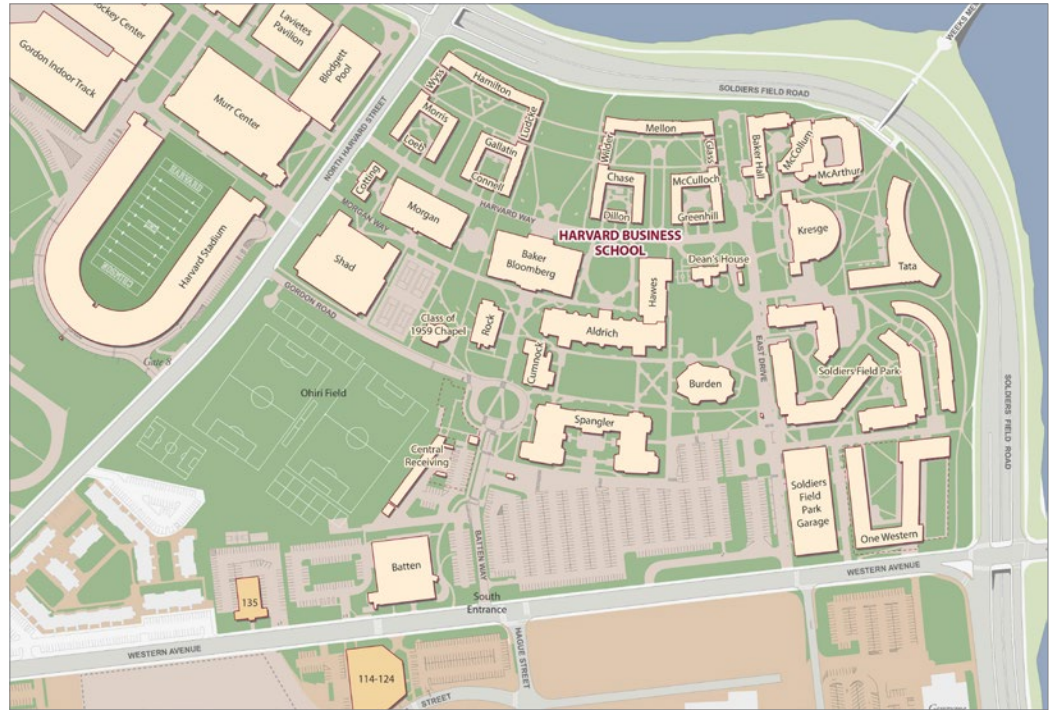 ockey Center
Lavietes
Pavilion
Gordon Indoor Track
Blodgett
Pool
Murr Center
WEEKS ME
SOLDIERS FIELD ROAD
NORTH HARVARD STREET
Wyss
Hamilton
Morris
Ludcke
Loeb
Gallatin
Connell
Mellon
Wilder
Glass
Chase
McCulloch
Dillon
Greenhill
Baker Hall
McCollum
McArthur
Cotting
HARVARD
Harvard Stadium
MORGAN WAY
Morgan
HARVARD WAY
HARVARD BUSINESS
SCHOOL
Kresge
Shad
Baker
Bloomberg
Dean's House
Tata
Hawes
GORDON ROAD
Class of
1959 Chapel
Rock
Aldrich
Cumnock
EAST DRIVE
Gate 8
Ohiri Field
Burden
Soldiers Field Park
SOLDIERS FIELD ROAD
Spangler
Central
Receiving
Soldiers
Field
Park
Garage
One Western
BATTEN WAY
Batten
135
South
Entrance
WESTERN AVENUE
WESTERN AVENUE
HAGUE STREET
114-124
STREET